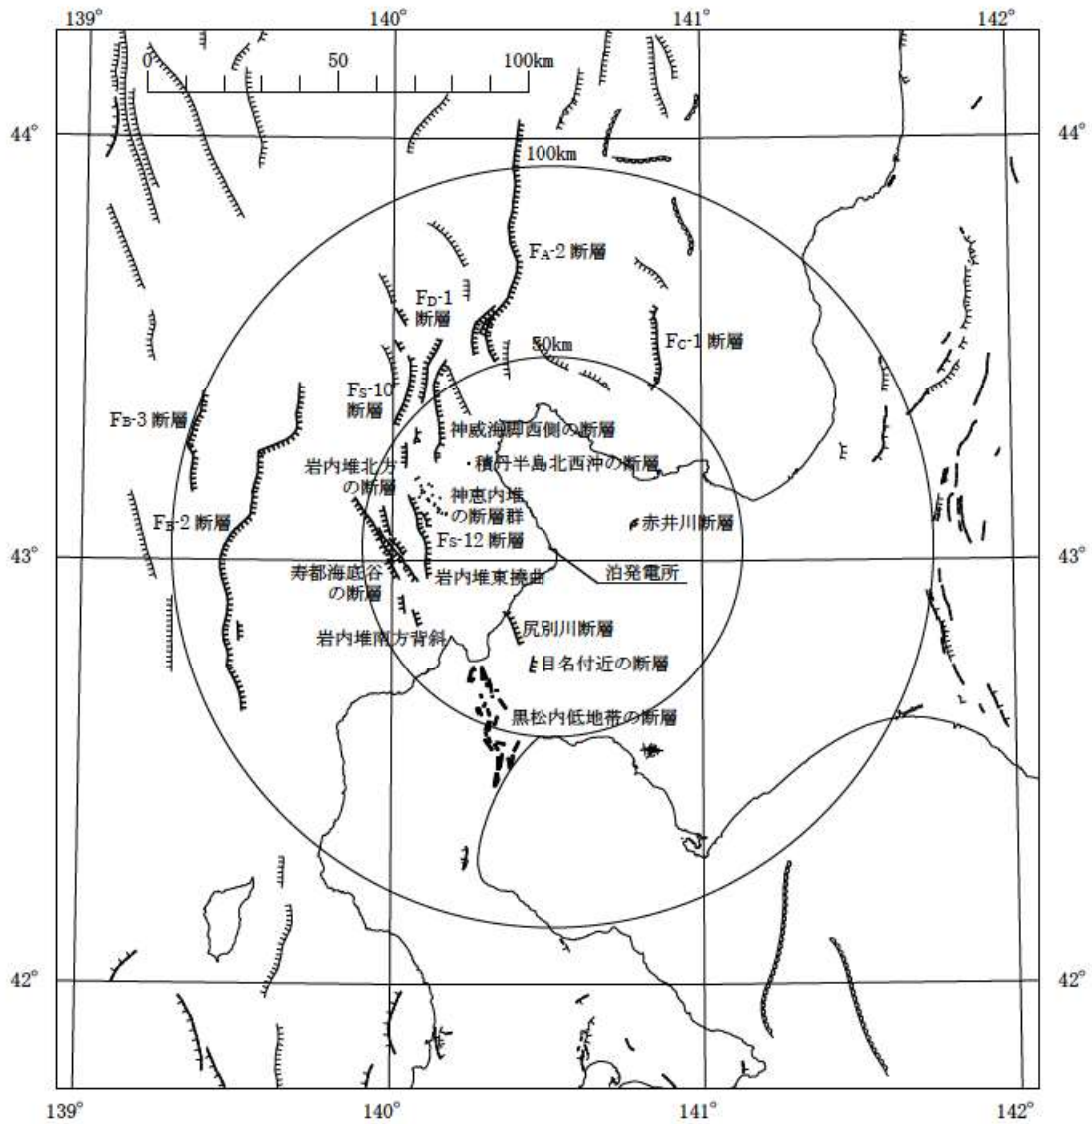 139°
140°
141°
142°
0
50
100km
44°
44°
100km
FA-2 断層
FD-1
断層
50km
FC-1 断層
FS-10
断層
FB-3 断層
神威海脚西側の断層
岩内堆北方
の断層
積丹半島北西沖の断層
神恵内堆
の断層群
FB-2 断層
赤井川断層
FS-12 断層
43°
43°
寿都海底谷
の断層
岩内堆東撓曲
泊発電所
岩内堆南方背斜
尻別川断層
目名付近の断層
黒松内低地帯の断層
42°
42°
139°
140°
141°
142°